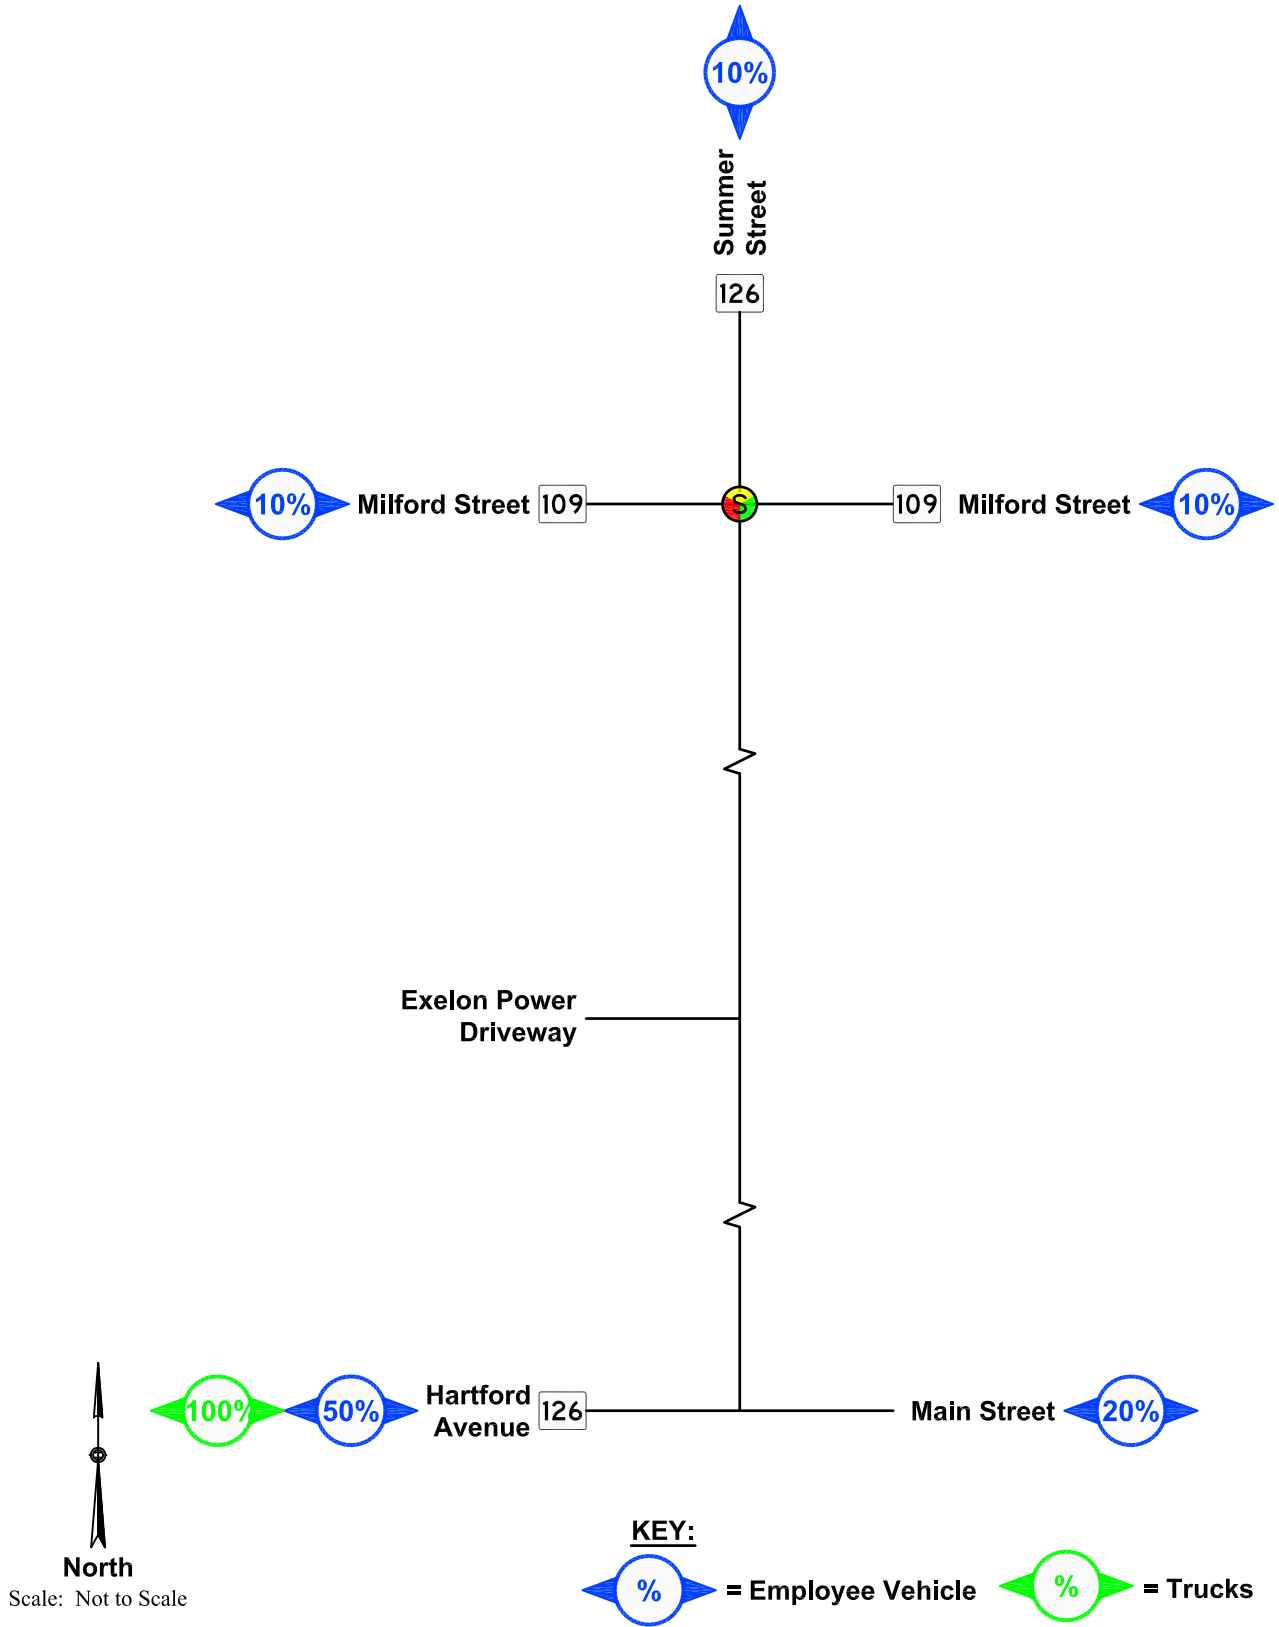 10%
Summer
Street
126
10% Milford Street 109 S 109 Milford Street 10%
Exelon Power
Driveway
100% 50% Hartford
Avenue 126 Main Street 20%
North
Scale: Not to Scale
KEY:
% = Employee Vehicle % = Trucks